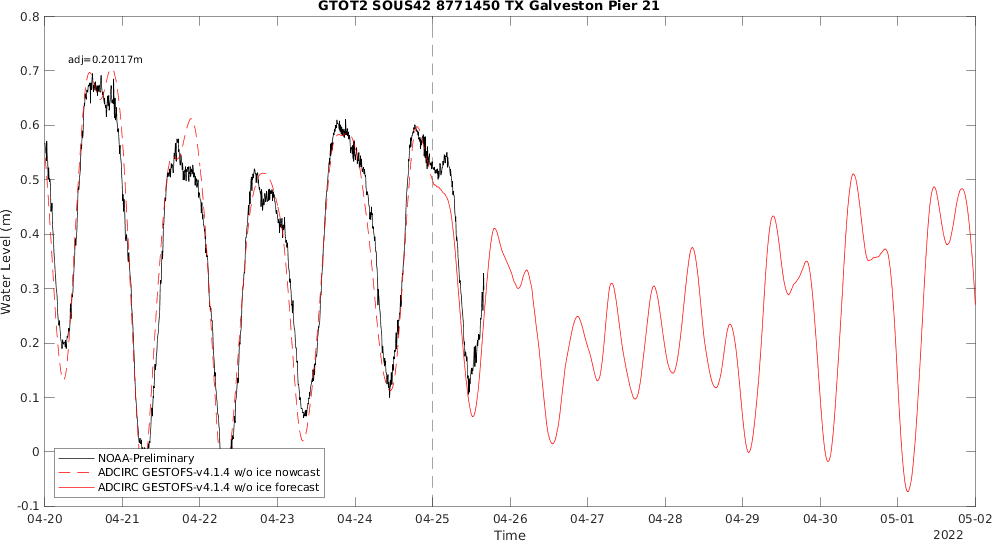 GTOT2 SOUS42 8771450 TX Galveston Pier 21
0.8
0.7
0.6
0.5
0.4
0.3
0.2
0.1
0
-0.1
Water Level (m)
adj=0.20117m
NOAA-Preliminary
ADCIRC GESTOFS-v4.1.4 w/o ice nowcast
ADCIRC GESTOFS-v4.1.4 w/o ice forecast
04-20 04-21 04-22 04-23 04-24 04-25 04-26 04-27 04-28 04-29 04-30 05-01 05-02
Time
2022